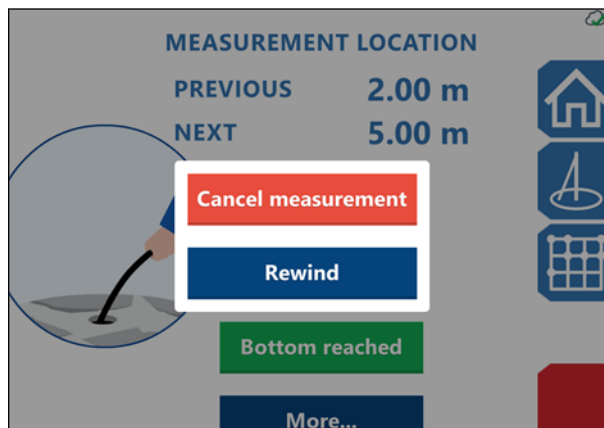 MEASUREMENT LOCATION
PREVIOUS 2.00 m
NEXT 5.00 m
Cancel measurement
Rewind
Bottom reached
More...